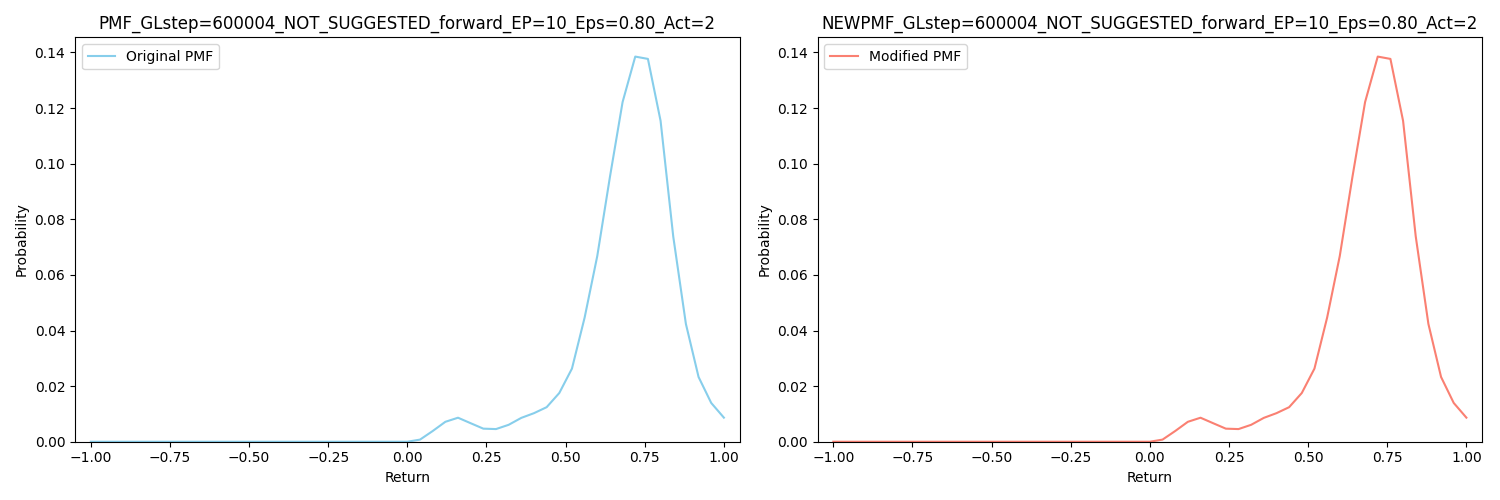 PMF_GLstep=600004_NOT_SUGGESTED_forward_EP=10_Eps=0.80_Act=2
Original PMF
0.14
0.12
0.10
0.08
0.06
0.04
0.02
0.00
Probability
−1.00 −0.75 −0.50 −0.25 0.00 0.25 0.50 0.75 1.00
Return
NEWPMF_GLstep=600004_NOT_SUGGESTED_forward_EP=10_Eps=0.80_Act=2
Modified PMF
0.14
0.12
0.10
0.08
0.06
0.04
0.02
0.00
Probability
−1.00 −0.75 −0.50 −0.25 0.00 0.25 0.50 0.75 1.00
Return